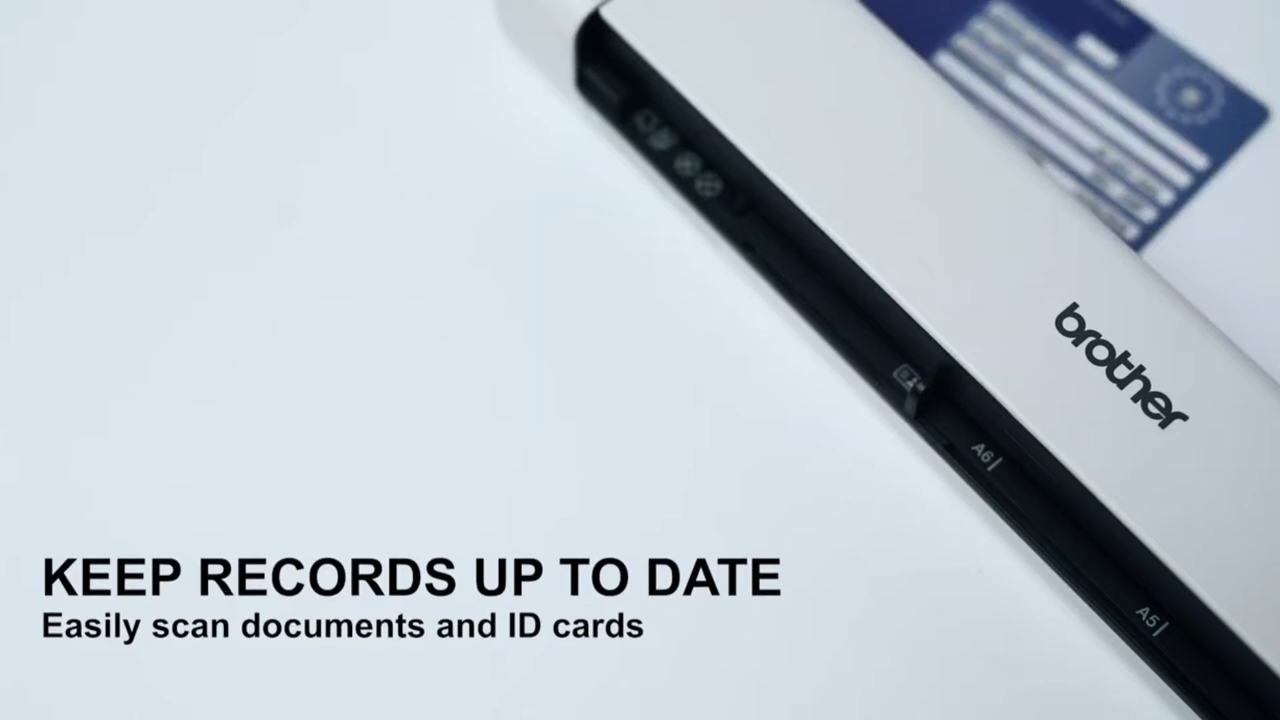 brother
A6
A5
KEEP RECORDS UP TO DATE
Easily scan documents and ID cards